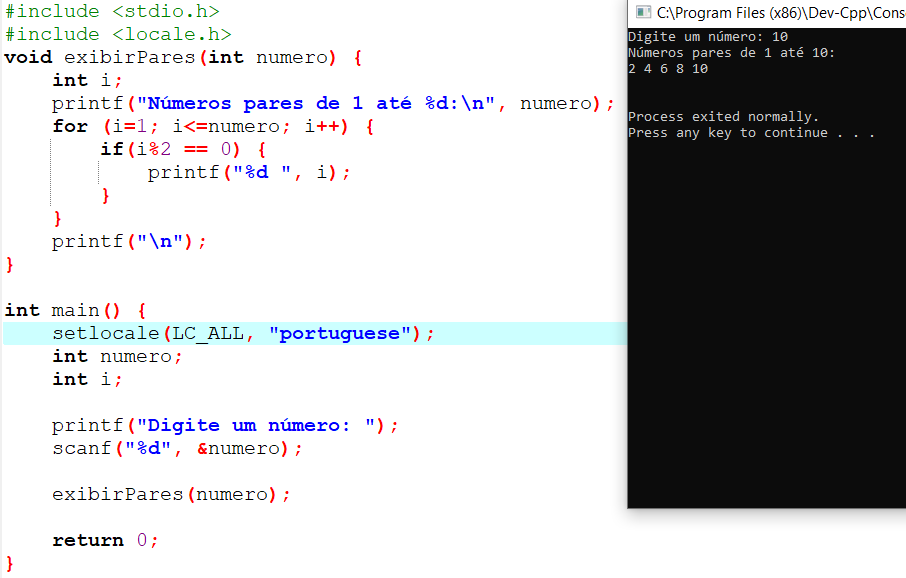 #include <stdio.h>
#include <locale.h>
void exibirPares(int numero) {
    int i;
    printf("Números pares de 1 até %d:\n", numero);
    for (i=1; i<=numero; i++) {
        if(i%2 == 0) {
            printf("%d ", i);
        }
    }
    printf("\n");
}

int main() {
    setlocale(LC_ALL, "portuguese");
    int numero;
    int i;

    printf("Digite um número: ");
    scanf("%d", &numero);

    exibirPares(numero);

    return 0;
}
C:\Program Files (x86)\Dev-Cpp\Cons
Digite um número: 10
Números pares de 1 até 10:
2 4 6 8 10

Process exited normally.
Press any key to continue . . .